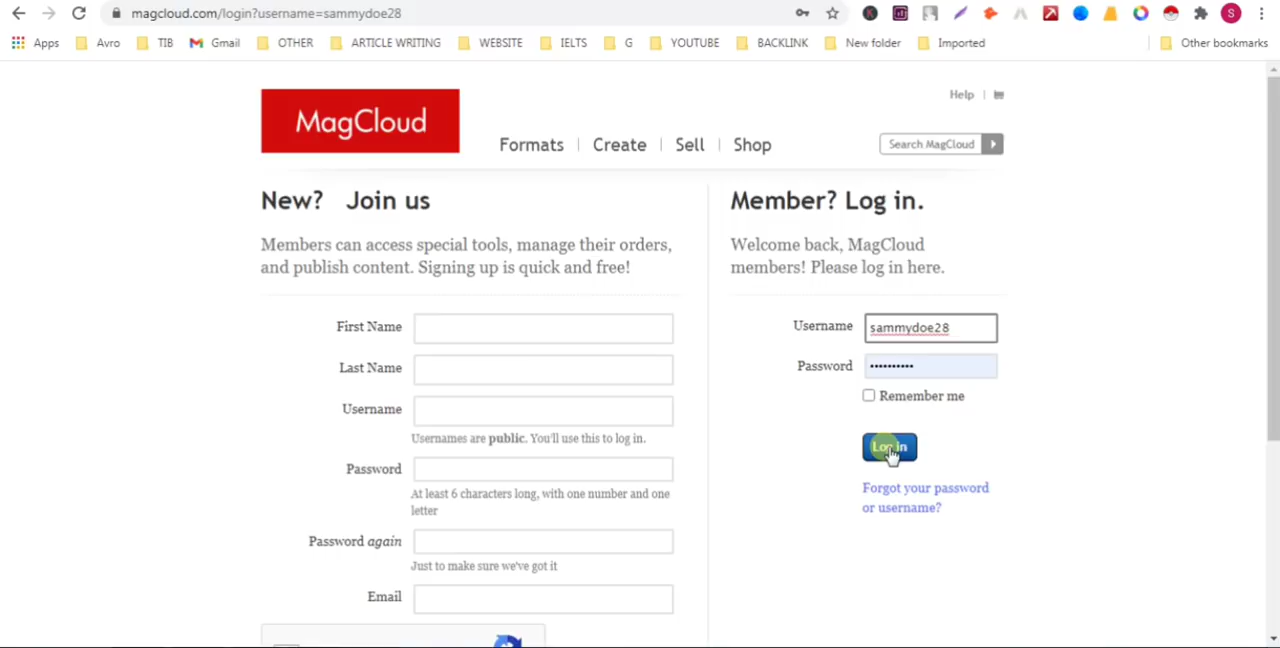 magcloud.com/login?username=sammydoe28
S
Apps Avro TIB Gmail OTHER ARTICLE WRITING WEBSITE IELTS G YOUTUBE BACKLINK New folder Imported Other bookmarks
MagCloud
Help
Formats Create Sell Shop
Search MagCloud
New? Join us
Members can access special tools, manage their orders,
and publish content. Signing up is quick and free!
First Name
Last Name
Username
Usernames are public. You'll use this to log in.
Password
At least 6 characters long, with one number and one
letter
Password again
Just to make sure we've got it
Email
Member? Log in.
Welcome back, MagCloud
members! Please log in here.
Username sammydoe28
Password ••••••••••
Remember me
Log in
Forgot your password
or username?